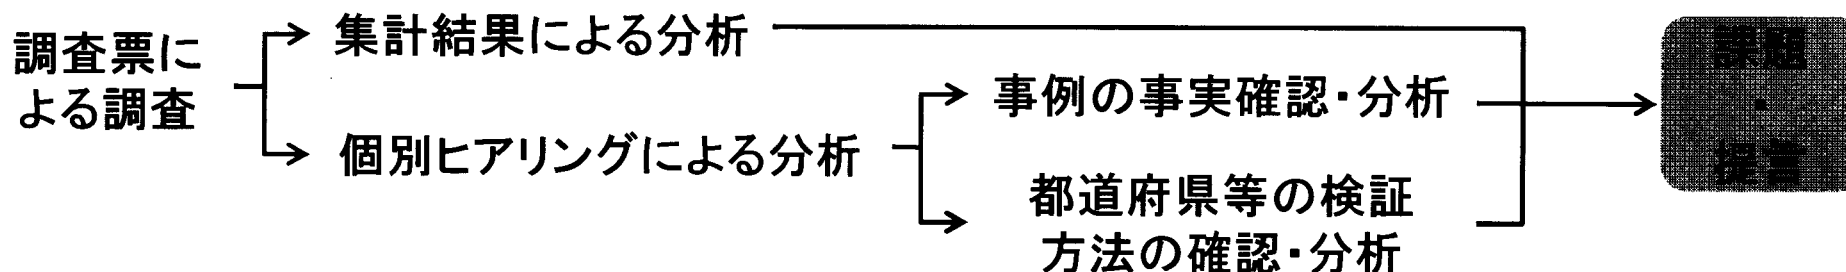 調査票に
よる調査
集計結果による分析
個別ヒアリングによる分析
事例の事実確認・分析
都道府県等の検証
方法の確認・分析
課題
・
提言